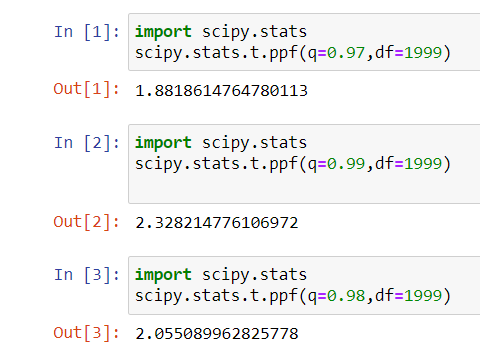 In [1]: import scipy.stats
scipy.stats.t.ppf(q=0.97,df=1999)
Out[1]: 1.8818614764780113
In [2]: import scipy.stats
scipy.stats.t.ppf(q=0.99,df=1999)
Out[2]: 2.328214776106972
In [3]: import scipy.stats
scipy.stats.t.ppf(q=0.98,df=1999)
Out[3]: 2.055089962825778